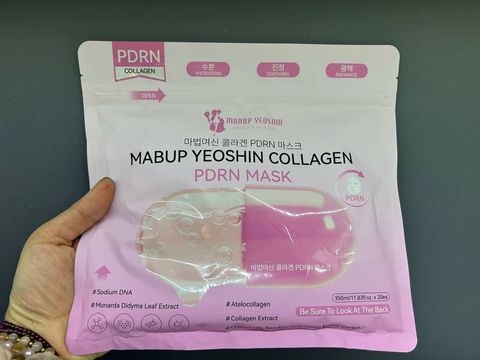 PDRN
COLLAGEN
수분
HYDRATION
진정
SOOTHING
광채
RADIANCE
OPEN
MABUP YEOSHIN
마법여신 콜라겐 PDRN 마스크
MABUP YEOSHIN COLLAGEN
PDRN MASK
PDRN
마법여신 콜라겐 PDRN 마스크
350ml/11.83fl.oz. x 20ea
Be Sure To Look At The Back
#Sodium DNA
#Monarda Didyma Leaf Extract
#Atelocollagen
#Collagen Extract